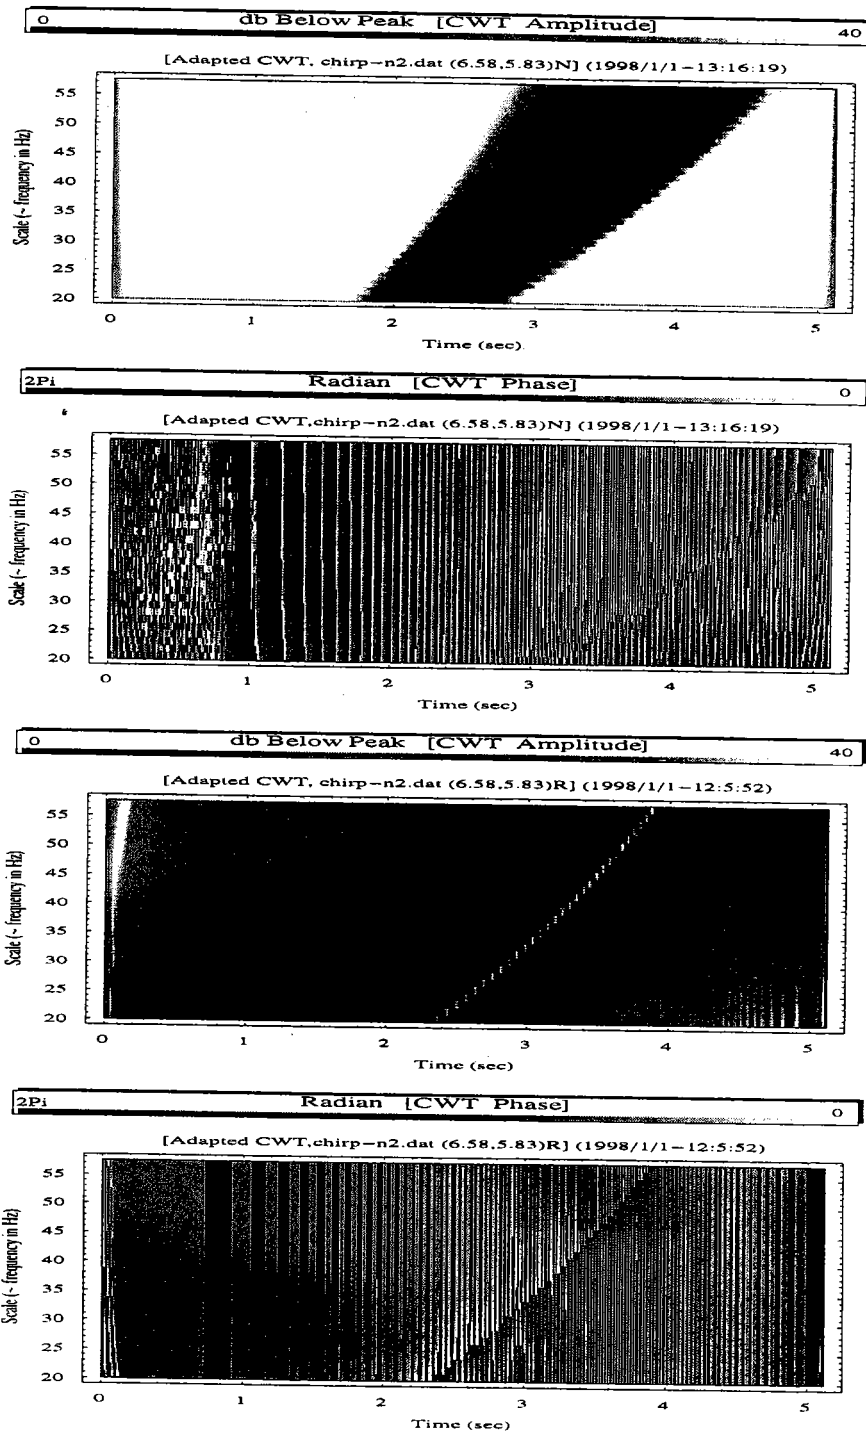 0 db Below Peak [CWT Amplitude] 40
[Adapted CWT, chirp-n2.dat (6.58,5.83)N] (1998/1/1-13:16:19)
Scale (~ frequency in Hz)
55
50
45
40
35
30
25
20
0 1 2 3 4 5
Time (sec).
2Pi Radian [CWT Phase] 0
[Adapted CWT,chirp-n2.dat (6.58,5.83)N] (1998/1/1-13:16:19)
Scale (~ frequency in Hz)
55
50
45
40
35
30
25
20
0 1 2 3 4 5
Time (sec)
0 db Below Peak [CWT Amplitude] 40
[Adapted CWT, chirp-n2.dat (6.58,5.83)R] (1998/1/1-12:5:52)
Scale (~ frequency in Hz)
55
50
45
40
35
30
25
20
0 1 2 3 4 5
Time (sec)
2Pi Radian [CWT Phase] 0
[Adapted CWT,chirp-n2.dat (6.58,5.83)R] (1998/1/1-12:5:52)
Scale (~ frequency in Hz)
55
50
45
40
35
30
25
20
0 1 2 3 4 5
Time (sec)